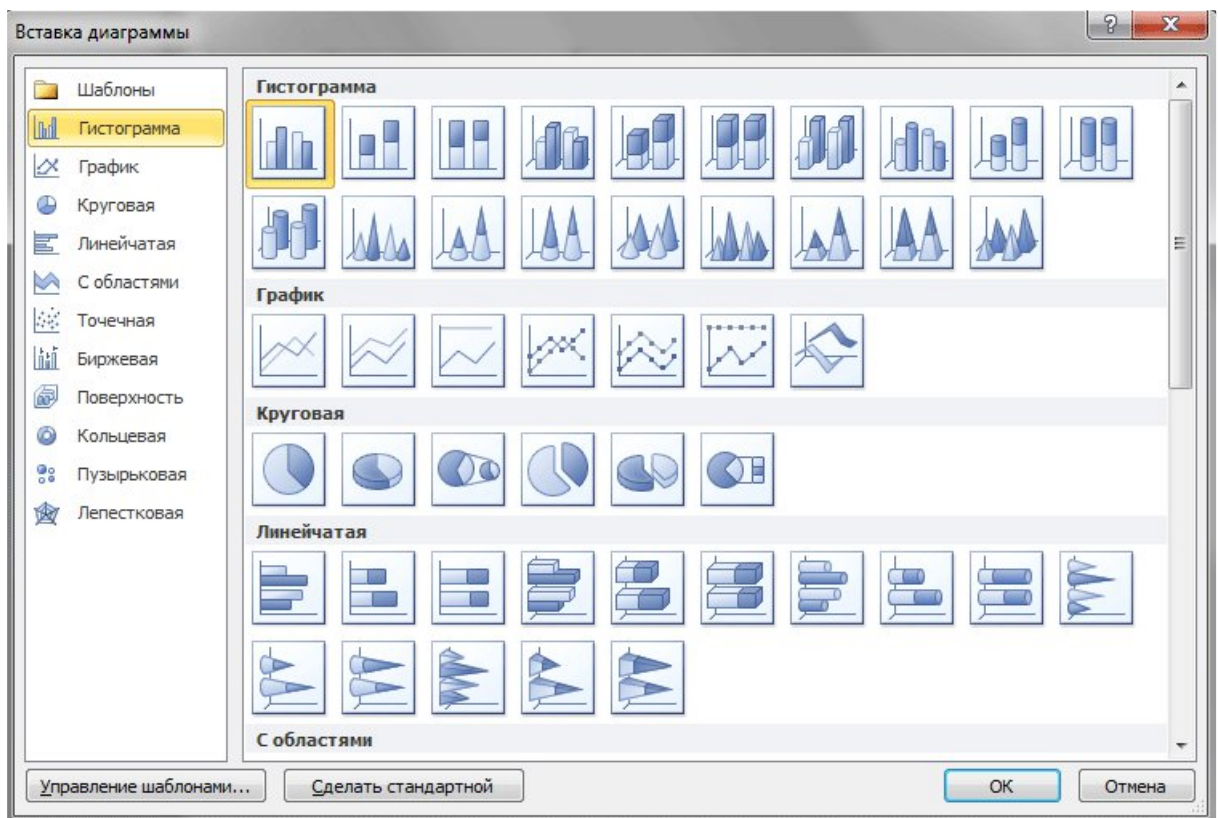 Вставка диаграммы
Шаблоны
Гистограмма
График
Круговая
Линейчатая
С областями
Точечная
Биржевая
Поверхность
Кольцевая
Пузырьковая
Лепестковая
Гистограмма
График
Круговая
Линейчатая
С областями
Управление шаблонами...
Сделать стандартной
ОК
Отмена